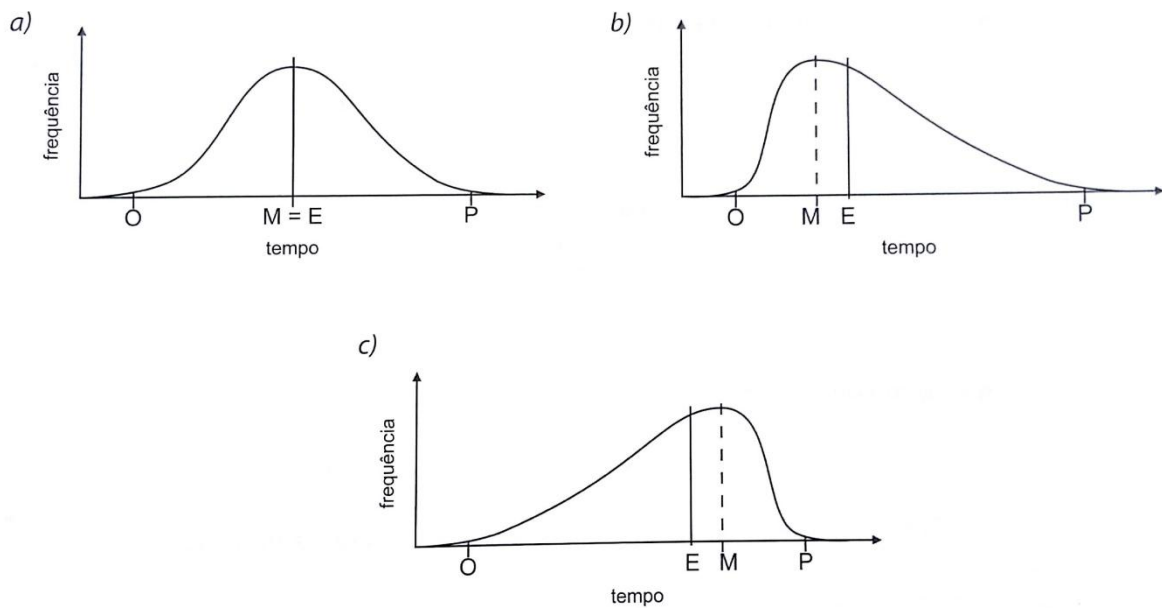 a)
frequência
O
M = E
P
tempo
b)
frequência
O
M
E
P
tempo
c)
frequência
O
E
M
P
tempo